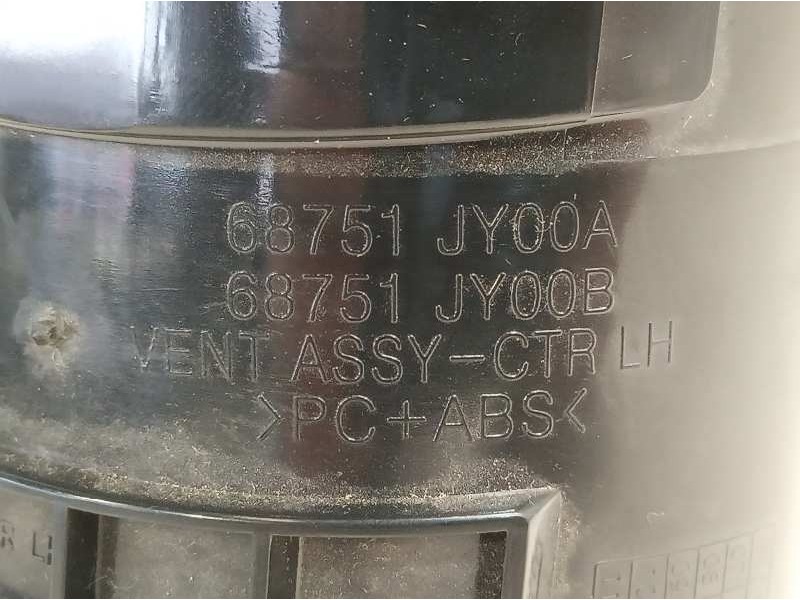 68751 JY00A
68751 JY00B
VENT ASSY-CTR LH
>PC+ABS<